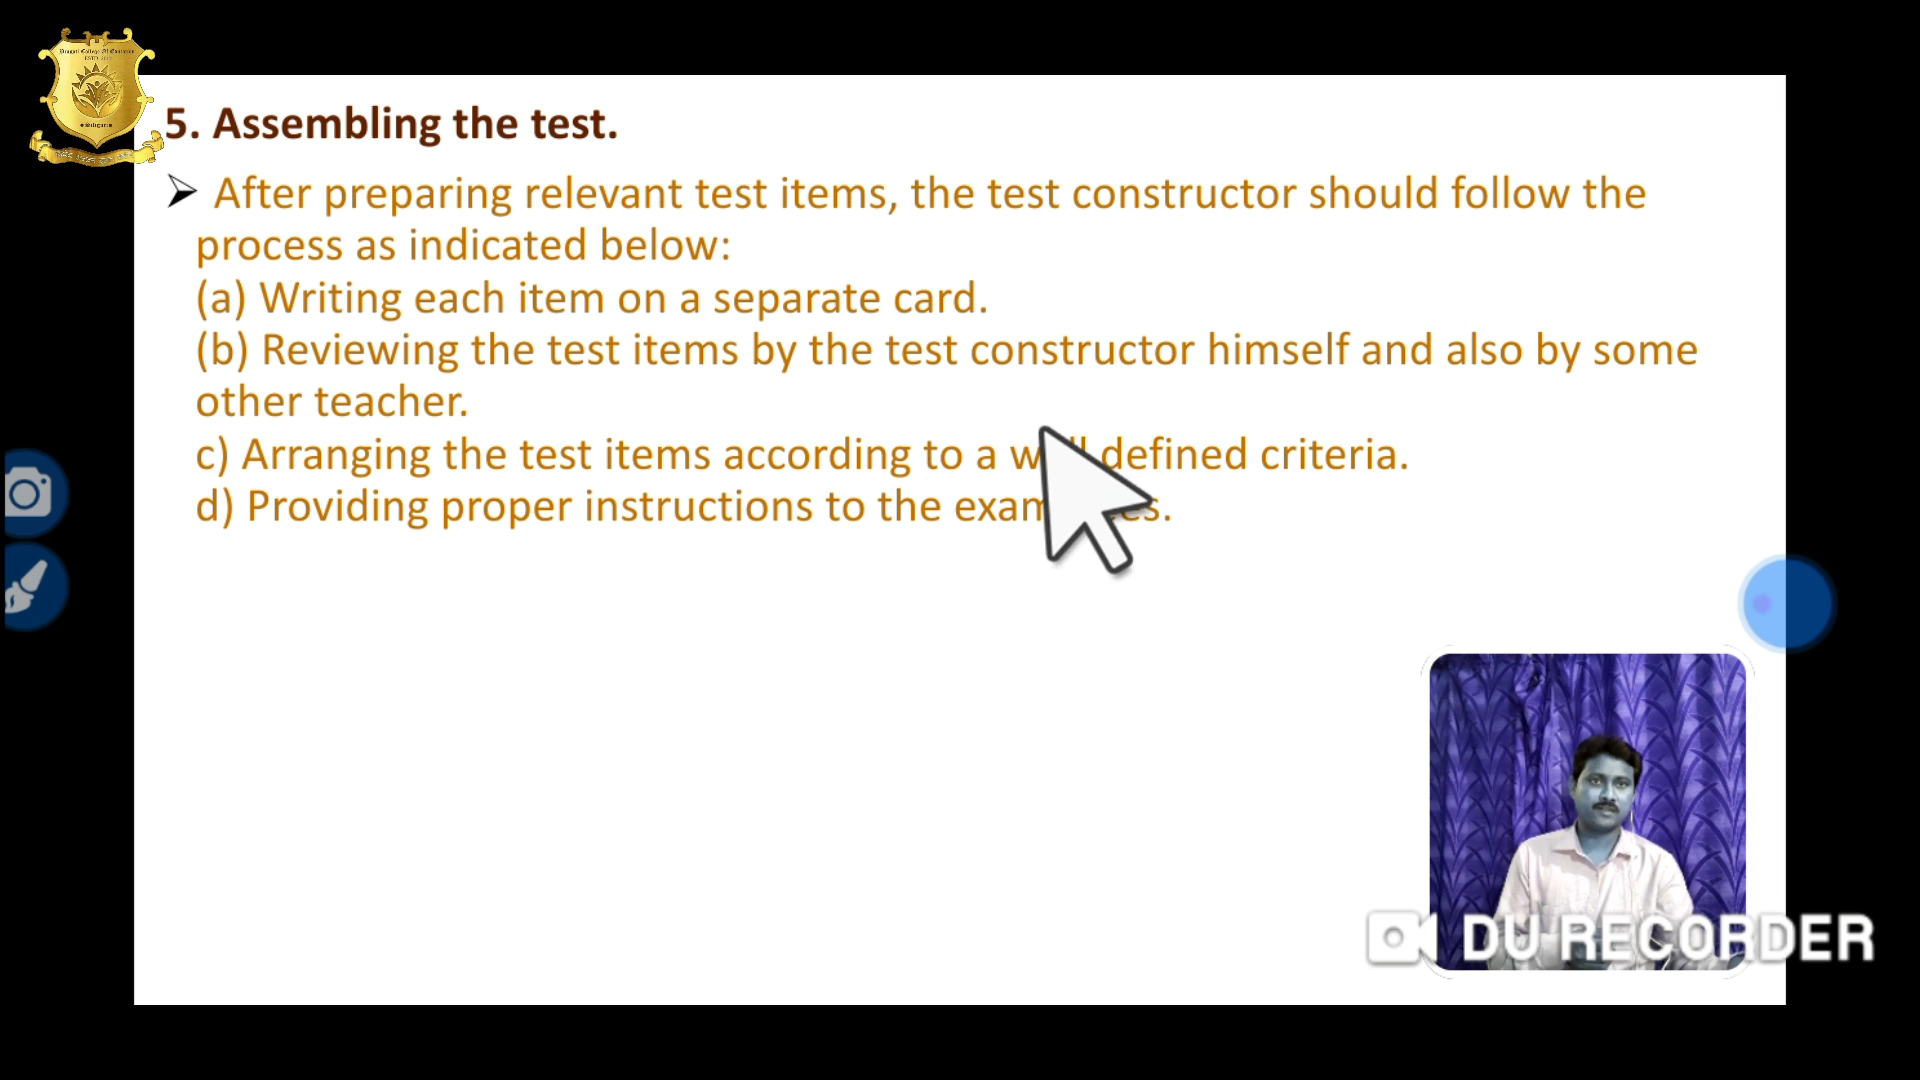 5. Assembling the test.
➢ After preparing relevant test items, the test constructor should follow the
process as indicated below:
(a) Writing each item on a separate card.
(b) Reviewing the test items by the test constructor himself and also by some
other teacher.
c) Arranging the test items according to a well defined criteria.
d) Providing proper instructions to the examinees.
DU RECORDER